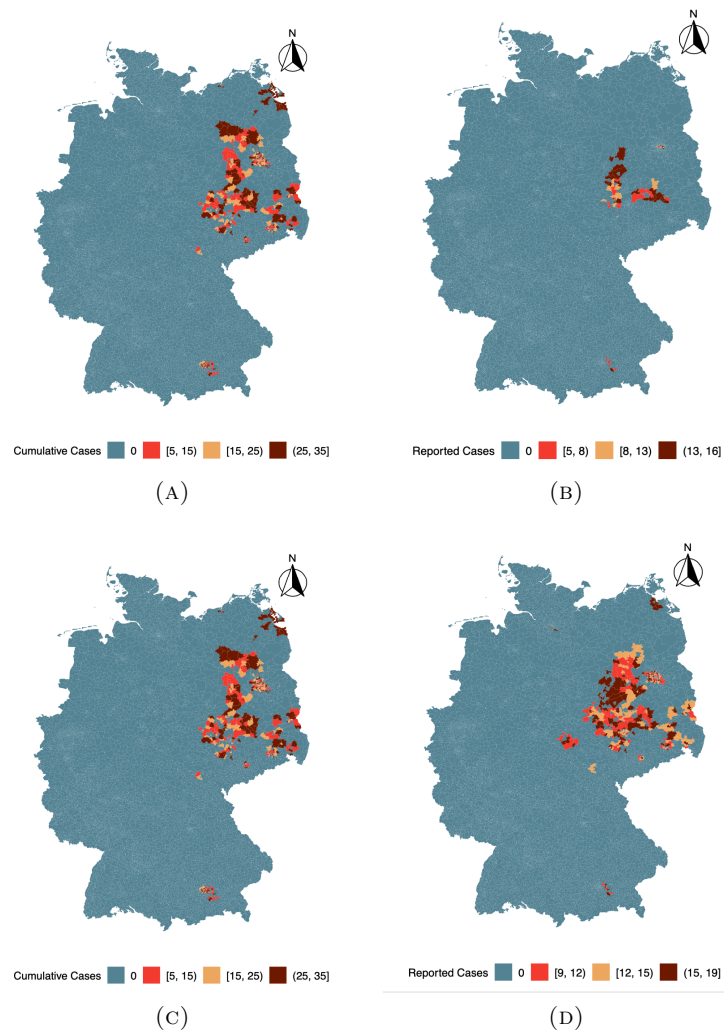 N
N
Cumulative Cases 0 [5, 15) [15, 25) (25, 35]
Reported Cases 0 [5, 8) [8, 13) (13, 16]
(A)
(B)
N
N
Cumulative Cases 0 [5, 15) [15, 25) (25, 35]
Reported Cases 0 [9, 12) [12, 15) (15, 19]
(C)
(D)